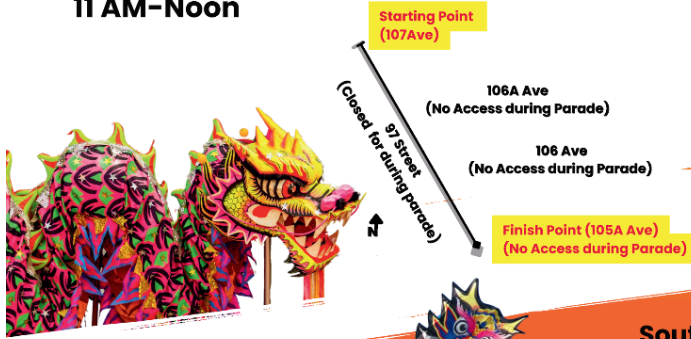 11 AM-Noon
Starting Point
(107Ave)
106A Ave
(No Access during Parade)
97 Street
(Closed for during parade)
106 Ave
(No Access during Parade)
N
Finish Point (105A Ave)
(No Access during Parade)